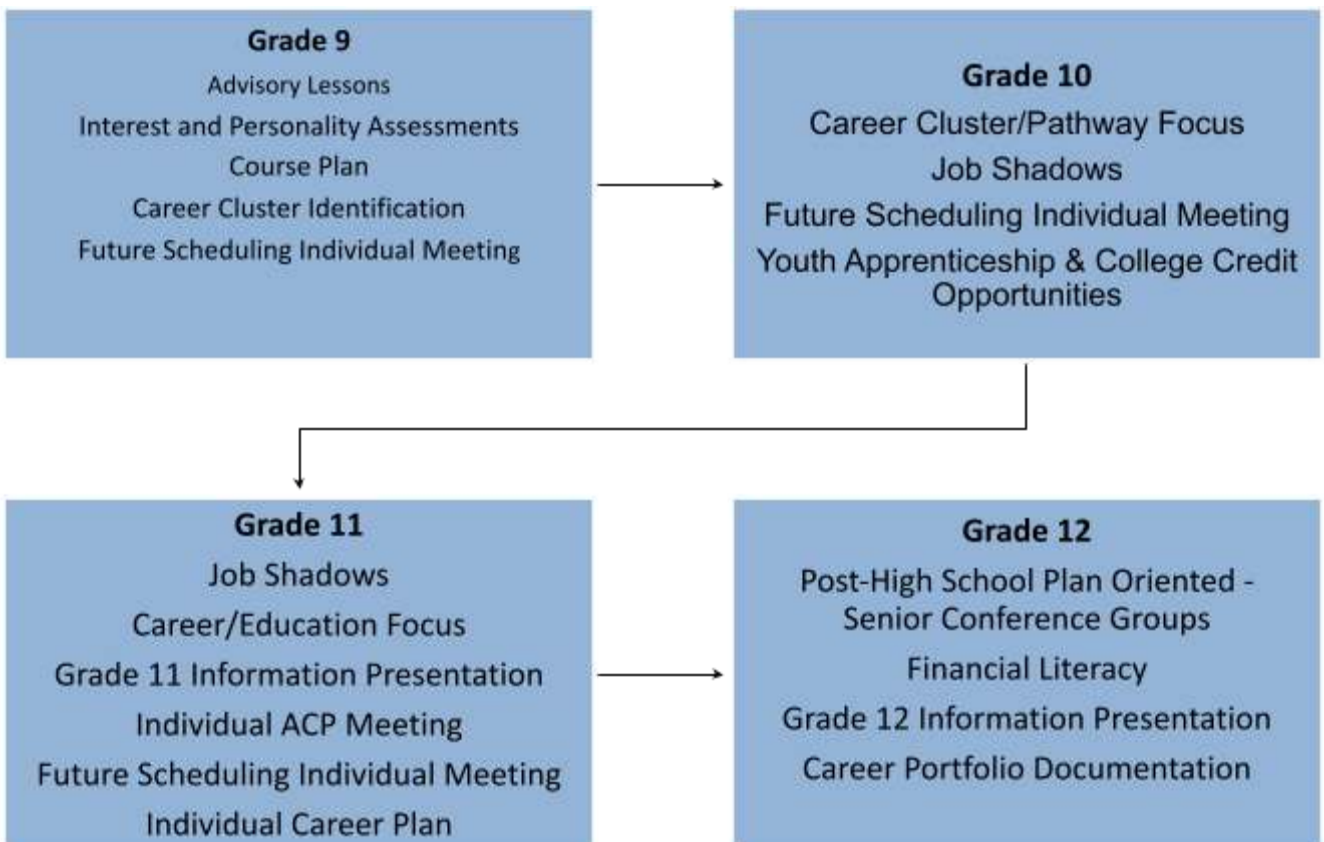 Grade 9
Advisory Lessons
Interest and Personality Assessments
Course Plan
Career Cluster Identification
Future Scheduling Individual Meeting
Grade 10
Career Cluster/Pathway Focus
Job Shadows
Future Scheduling Individual Meeting
Youth Apprenticeship & College Credit
Opportunities
Grade 11
Job Shadows
Career/Education Focus
Grade 11 Information Presentation
Individual ACP Meeting
Future Scheduling Individual Meeting
Individual Career Plan
Grade 12
Post-High School Plan Oriented -
Senior Conference Groups
Financial Literacy
Grade 12 Information Presentation
Career Portfolio Documentation